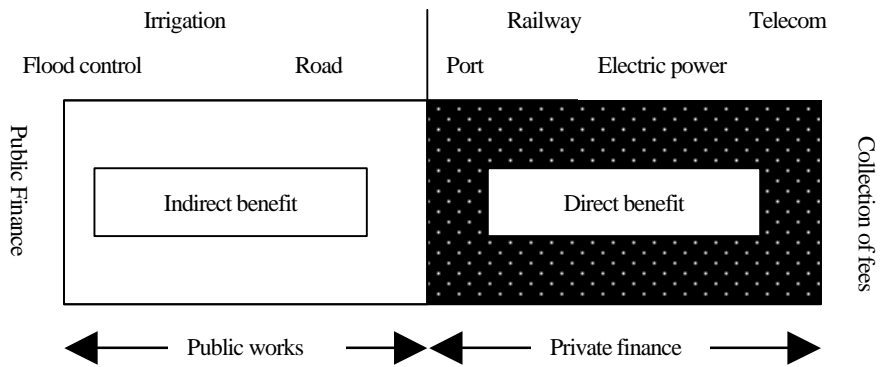 Irrigation Railway Telecom
Flood control Road Port Electric power
Public Finance
Indirect benefit Direct benefit
Collection of fees
Public works Private finance